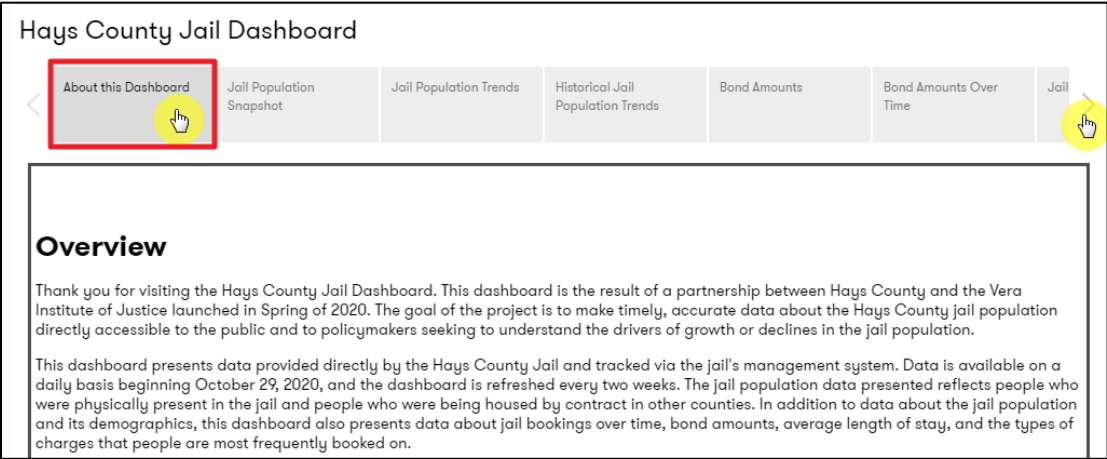 Hays County Jail Dashboard
About this Dashboard
Jail Population
Snapshot
Jail Population Trends
Historical Jail
Population Trends
Bond Amounts
Bond Amounts Over
Time
Jail
Overview
Thank you for visiting the Hays County Jail Dashboard. This dashboard is the result of a partnership between Hays County and the Vera
Institute of Justice launched in Spring of 2020. The goal of the project is to make timely, accurate data about the Hays County jail population
directly accessible to the public and to policymakers seeking to understand the drivers of growth or declines in the jail population.
This dashboard presents data provided directly by the Hays County Jail and tracked via the jail's management system. Data is available on a
daily basis beginning October 29, 2020, and the dashboard is refreshed every two weeks. The jail population data presented reflects people who
were physically present in the jail and people who were being housed by contract in other counties. In addition to data about the jail population
and its demographics, this dashboard also presents data about jail bookings over time, bond amounts, average length of stay, and the types of
charges that people are most frequently booked on.